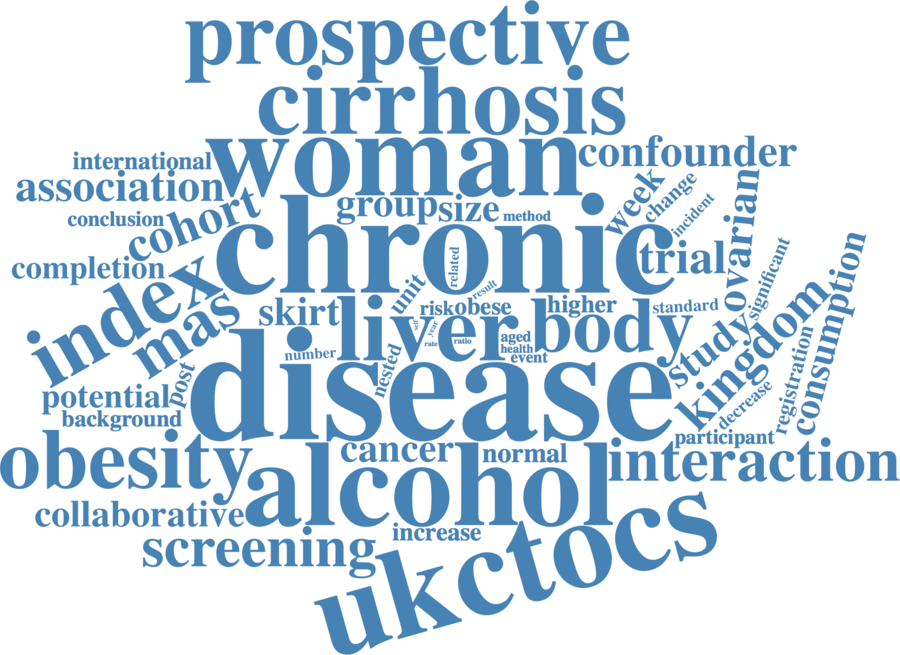 prospective
cirrhosis
woman
confounder
international
association
week
change
ovarian
conclusion
cohort
group
size
method
incident
chronic
completion
index
mas
related
result
trial
significant
consumption
unit
skirt
risk
obese
higher
standard
liver
body
self
year
rate
ratio
aged
health
event
study
kingdom
number
nested
disease
potential
post
background
registration
decrease
participant
obesity
cancer
normal
interaction
alcohol
collaborative
screening
increase
ukctocs